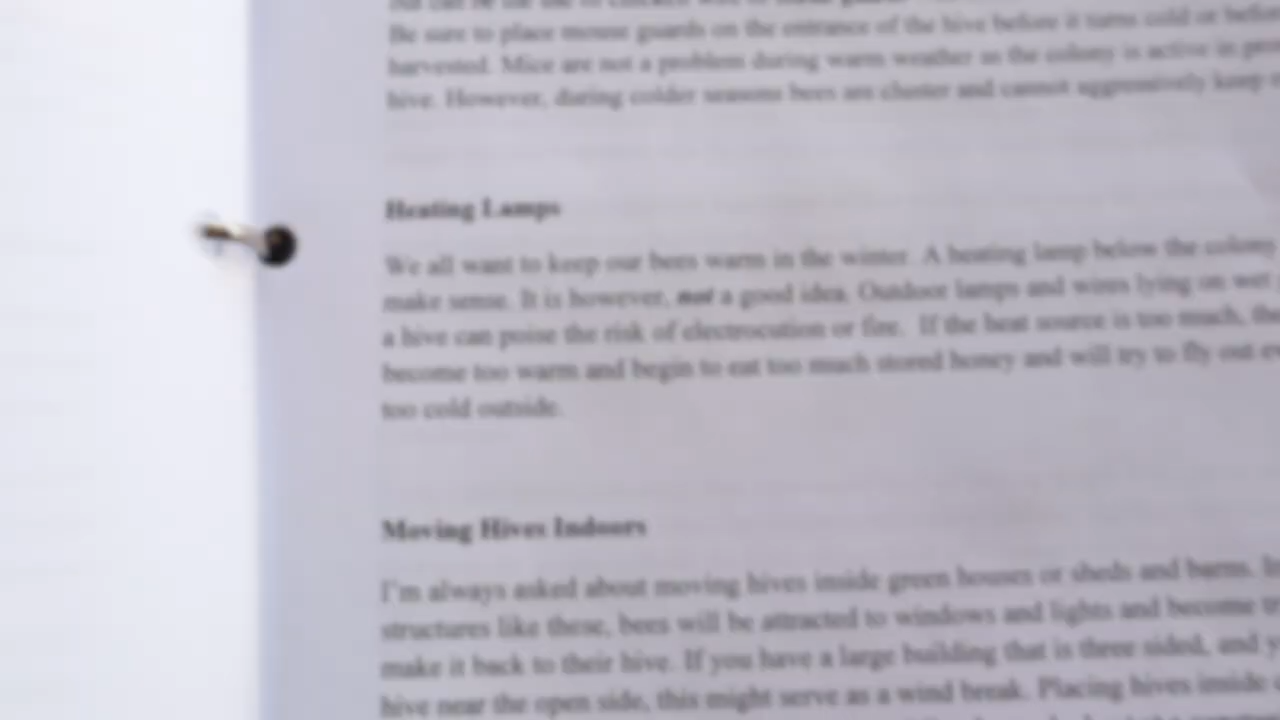 Be sure to place mouse guards on the entrance of the hive before it turns cold or before
harvested. Mice are not a problem during warm weather as the colony is active in
hive. However, during colder seasons bees are cluster and cannot aggressively keep
Heating Lamps
We all want to keep our bees warm in the winter. A heating lamp below the colony
make sense. It is however, not a good idea. Outdoor lamps and wires lying on wet
a hive can poise the risk of electrocution or fire. If the heat source is too much, the
become too warm and begin to eat too much stored honey and will try to fly out
too cold outside.
Moving Hives Indoors
I'm always asked about moving hives inside green houses or sheds and barns.
structures like these, bees will be attracted to windows and lights and become
make it back to their hive. If you have a large building that is three sided, and
hive near the open side, this might serve as a wind break. Placing hives inside